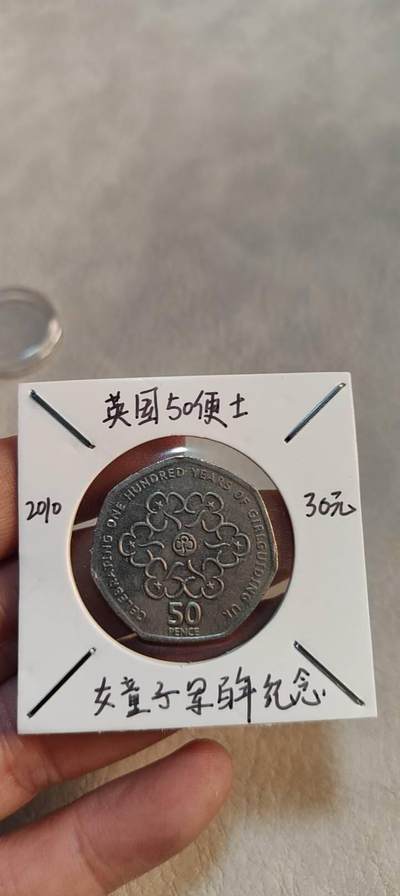 英国50便士
2010
30元
CELEBRATING ONE HUNDRED YEARS OF GIRLGUIDING UK
50
PENCE
女童子军百年纪念